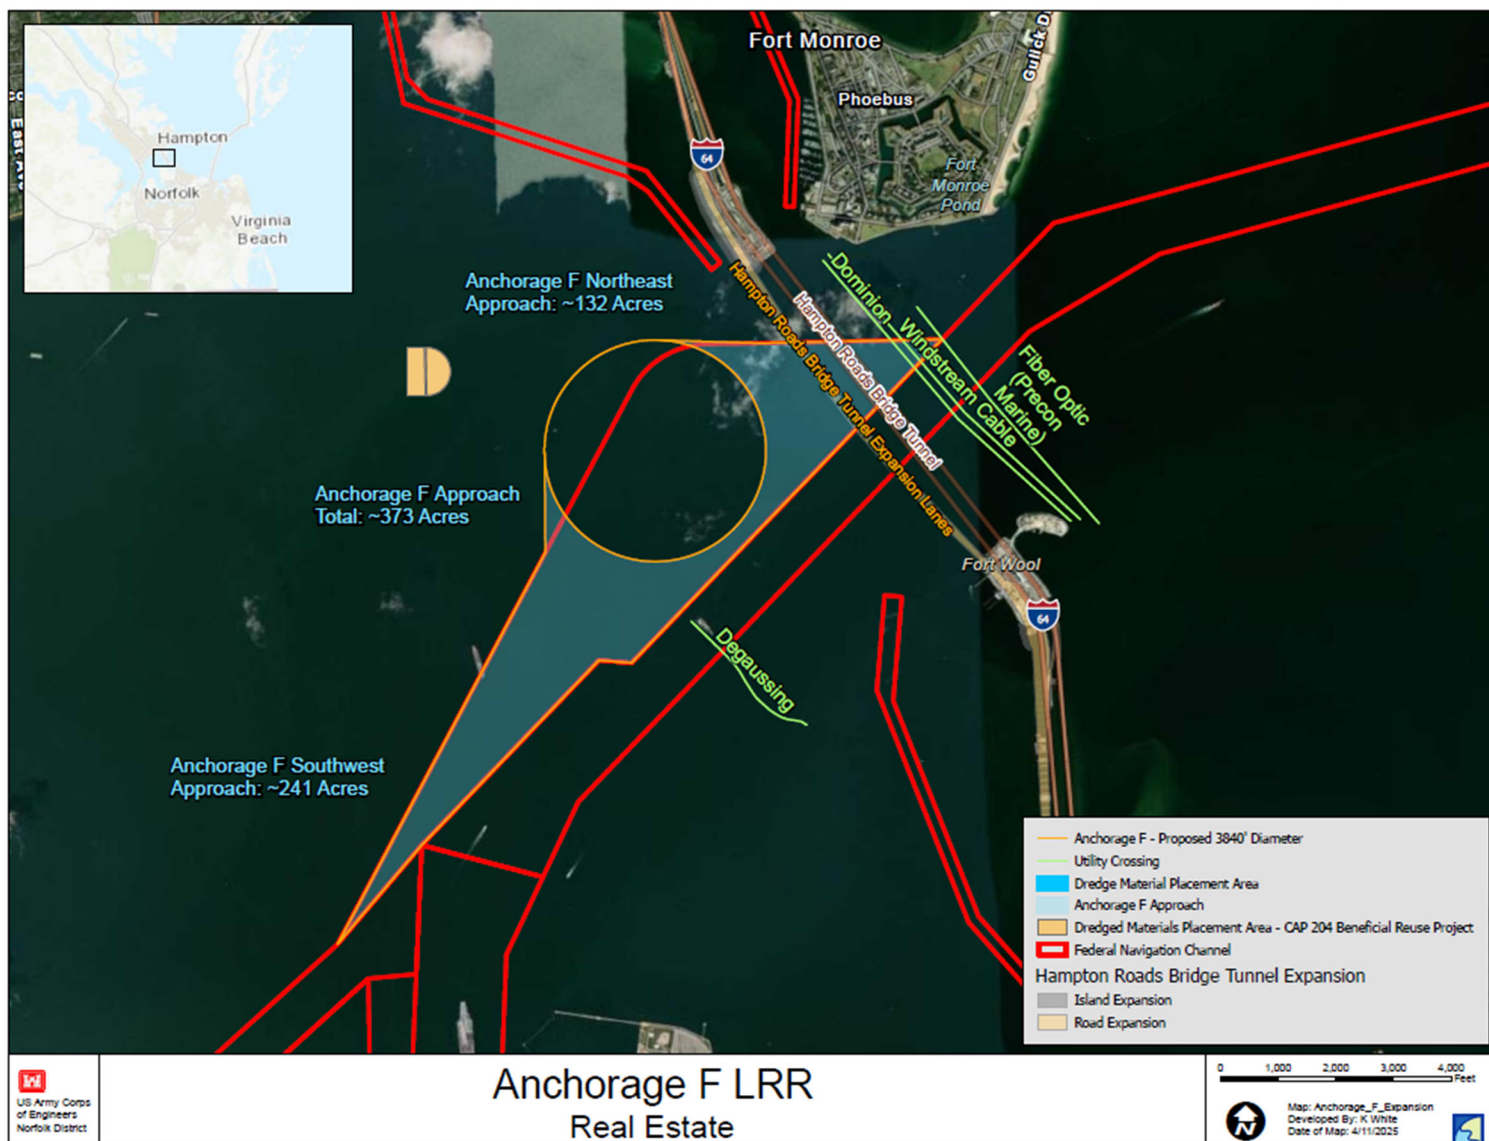 Fort Monroe
Gulick D
East Av
Phoebus
Hampton
64
Norfolk
Fort
Monroe
Pond
Virginia
Beach
Anchorage F Northeast
Approach: ~132 Acres
Dominion
Windstream Cable
Hampton Roads Bridge Tunnel
Hampton Roads Bridge Tunnel Expansion Lanes
Fiber Optic
(Precon
Marine)
Anchorage F Approach
Total: ~373 Acres
Fort Wool
64
Degaussing
Anchorage F Southwest
Approach: ~241 Acres
Anchorage F - Proposed 3840' Diameter
Utility Crossing
Dredge Material Placement Area
Anchorage F Approach
Dredged Materials Placement Area - CAP 204 Beneficial Reuse Project
Federal Navigation Channel
Hampton Roads Bridge Tunnel Expansion
Island Expansion
Road Expansion
US Army Corps
of Engineers
Norfolk District
Anchorage F LRR
Real Estate
0 1,000 2,000 3,000 4,000
Feet
N
Map: Anchorage_F_Expansion
Developed By: K White
Date of Map: 4/11/2025